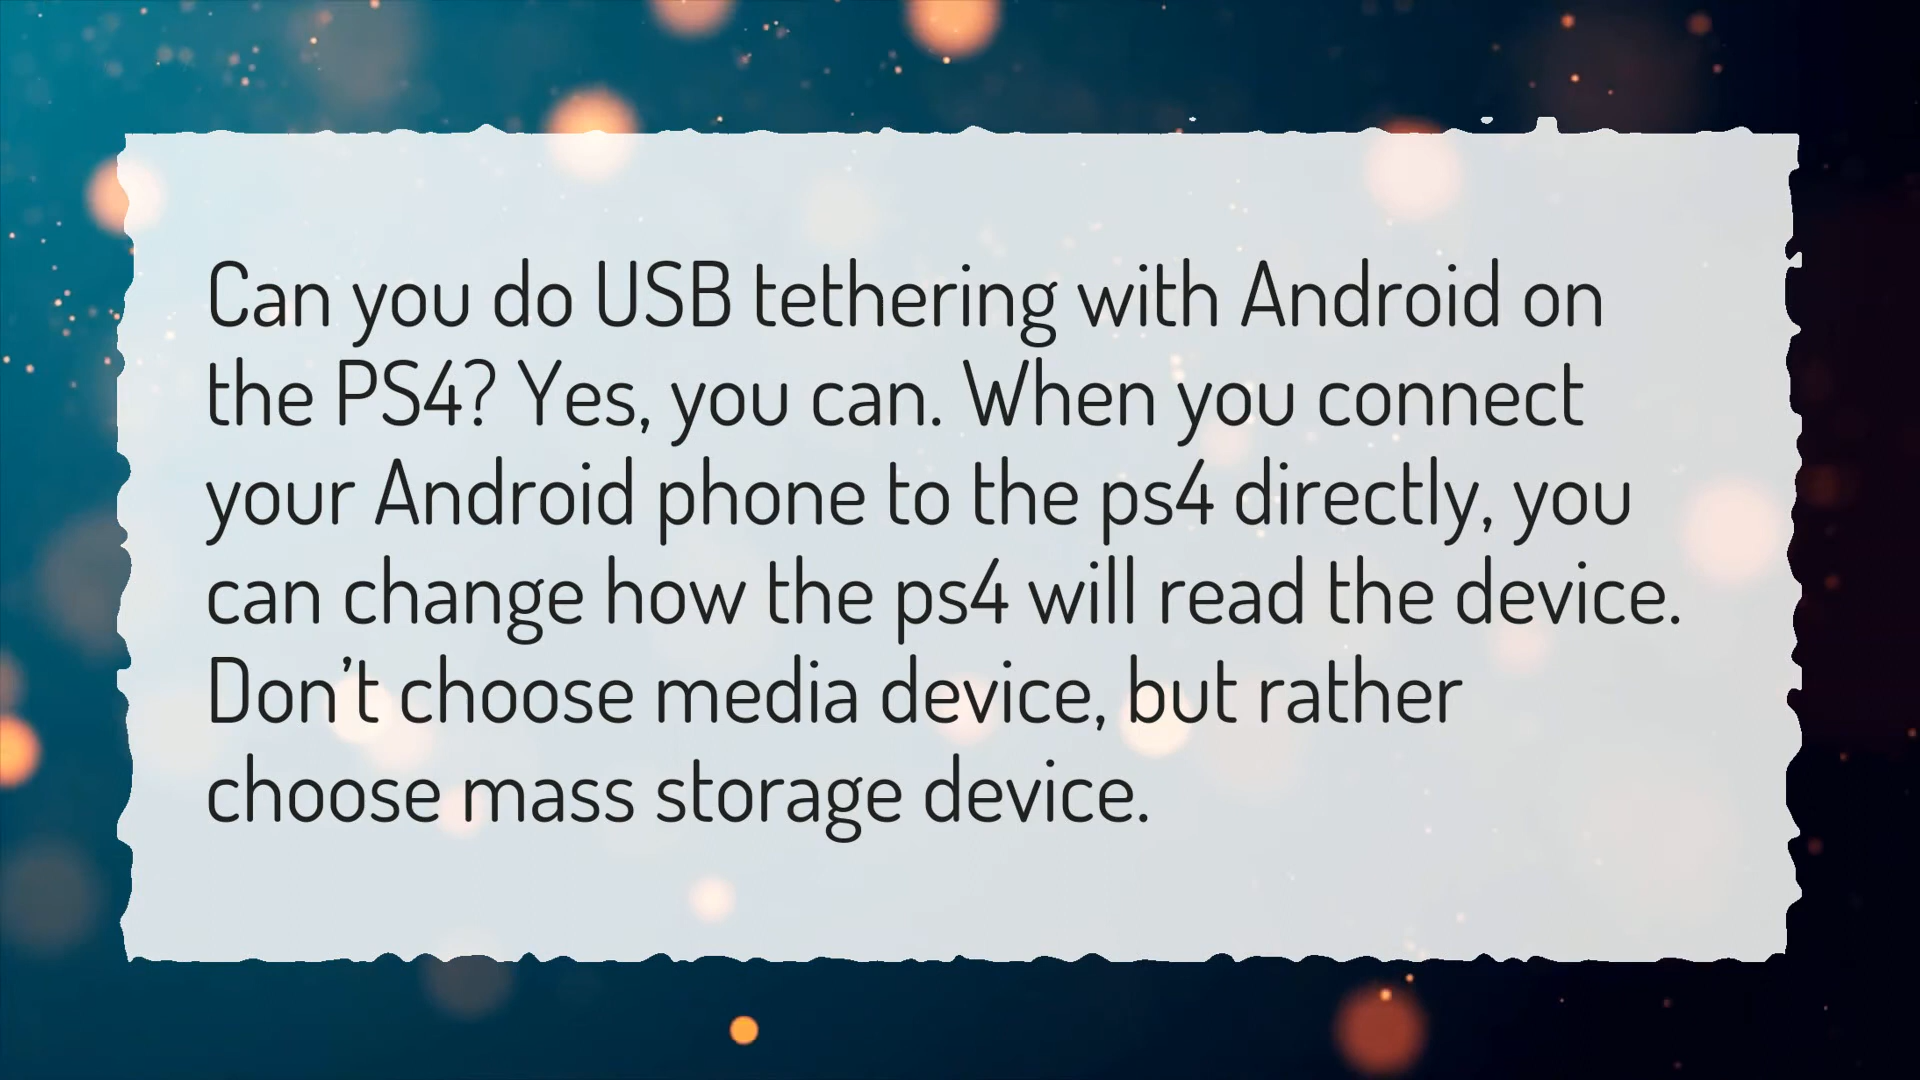 Can you do USB tethering with Android on
the PS4? Yes, you can. When you connect
your Android phone to the ps4 directly, you
can change how the ps4 will read the device.
Don’t choose media device, but rather
choose mass storage device.